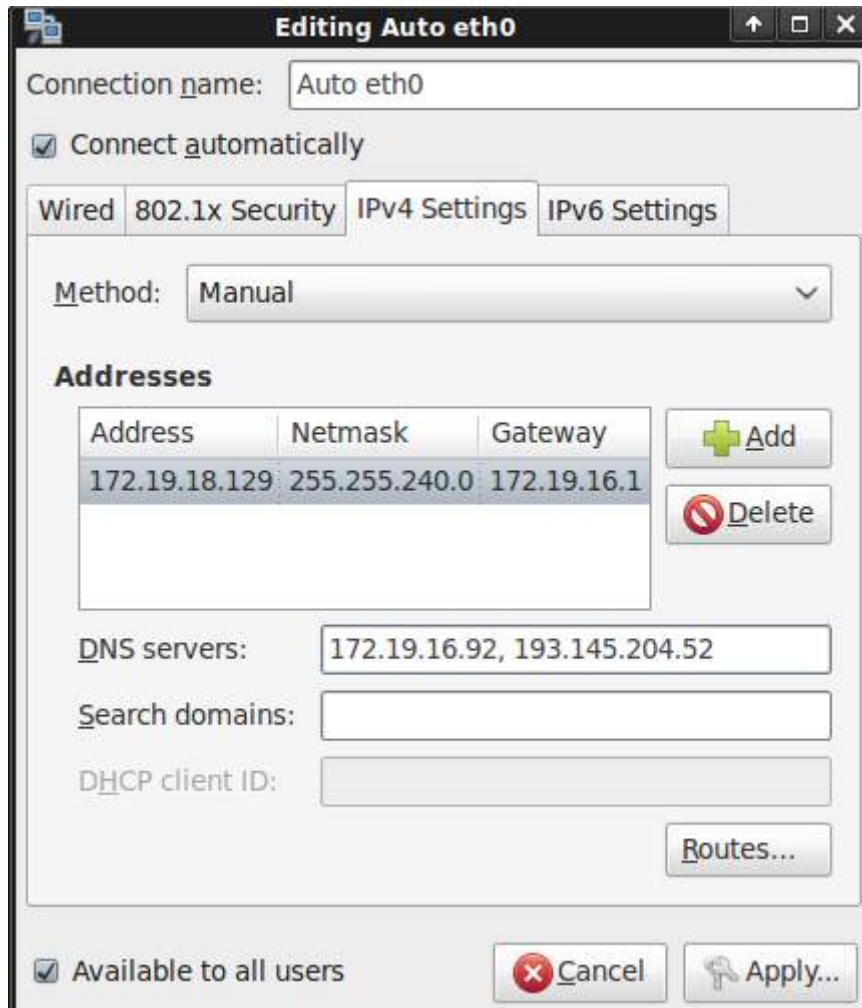 Editing Auto eth0
Connection name: Auto eth0
Connect automatically
Wired 802.1x Security IPv4 Settings IPv6 Settings
Method: Manual
Addresses
Address Netmask Gateway Add
172.19.18.129 255.255.240.0 172.19.16.1
Delete
DNS servers: 172.19.16.92, 193.145.204.52
Search domains:
DHCP client ID:
Routes...
Available to all users Cancel Apply...